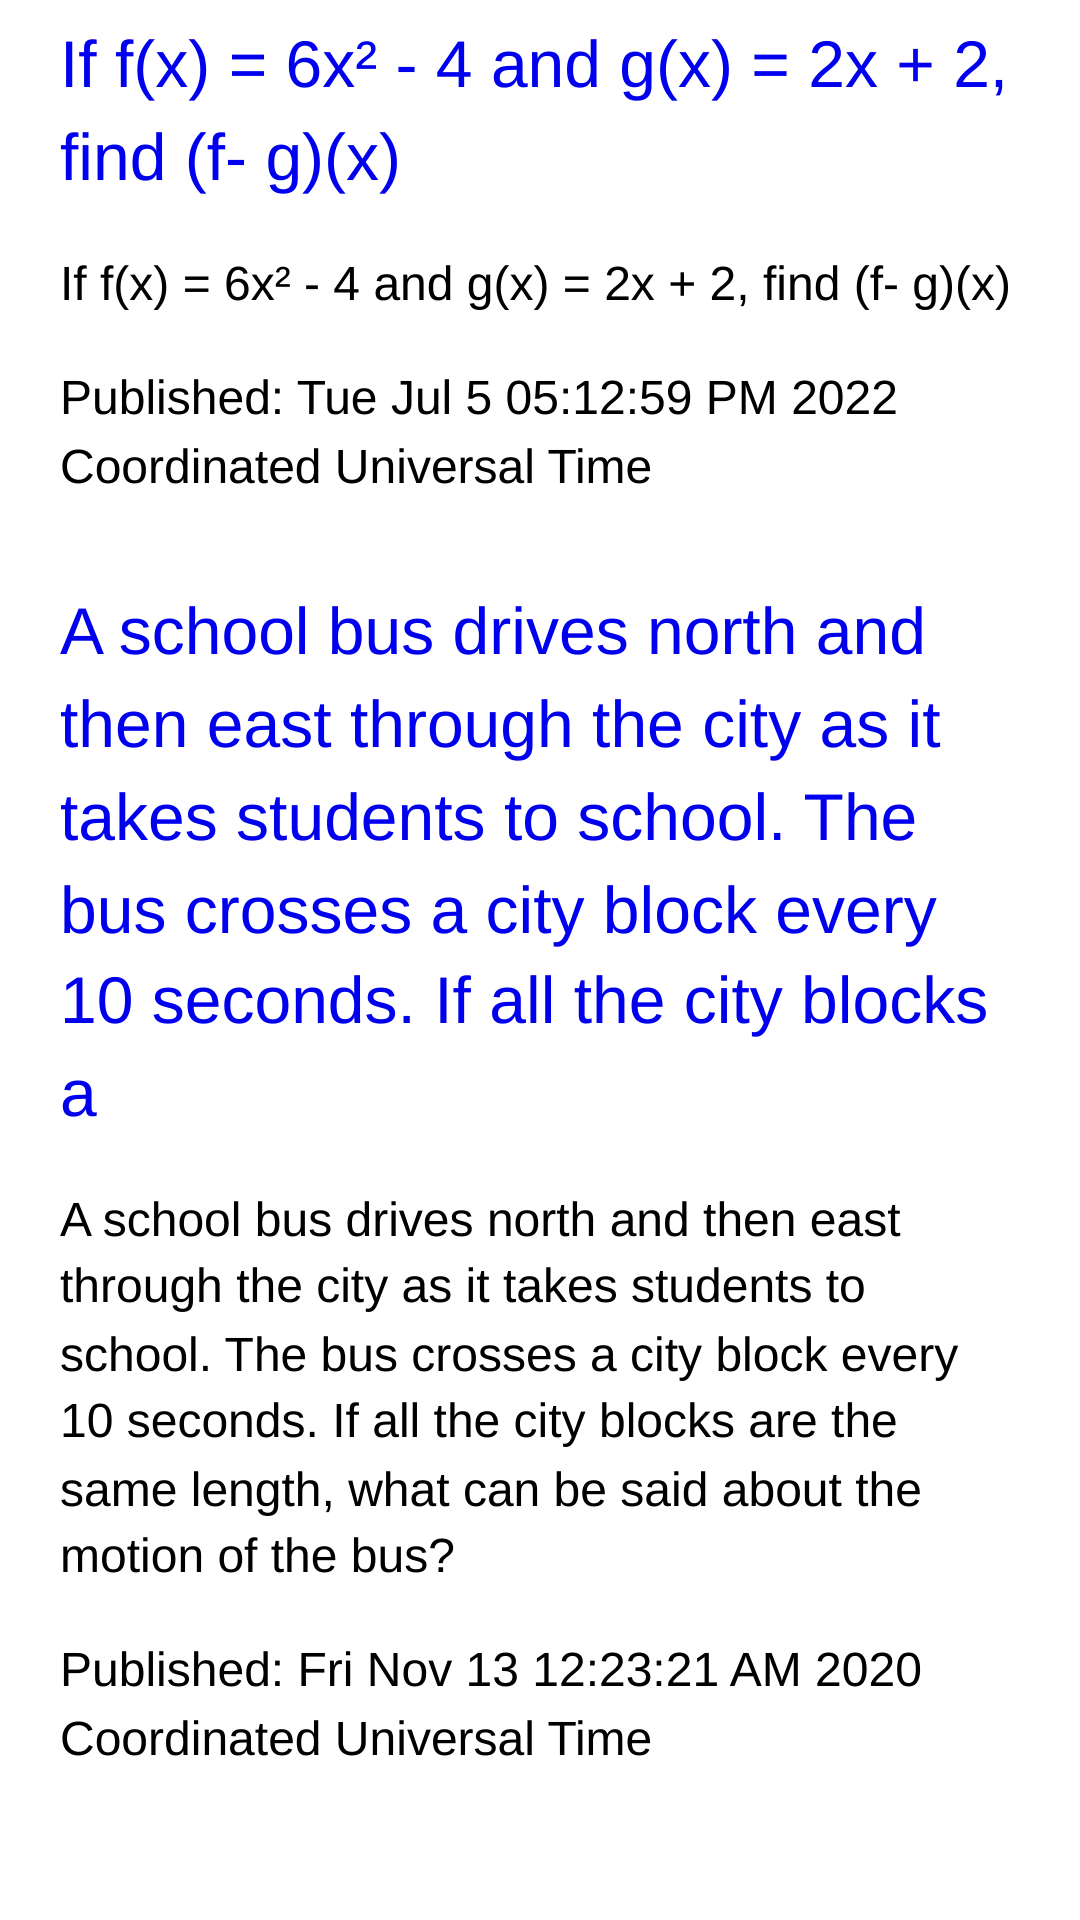 If f(x) = 6x² - 4 and g(x) = 2x + 2,
find (f- g)(x)
If f(x) = 6x² - 4 and g(x) = 2x + 2, find (f- g)(x)
Published: Tue Jul 5 05:12:59 PM 2022
Coordinated Universal Time
A school bus drives north and
then east through the city as it
takes students to school. The
bus crosses a city block every
10 seconds. If all the city blocks
a
A school bus drives north and then east
through the city as it takes students to
school. The bus crosses a city block every
10 seconds. If all the city blocks are the
same length, what can be said about the
motion of the bus?
Published: Fri Nov 13 12:23:21 AM 2020
Coordinated Universal Time